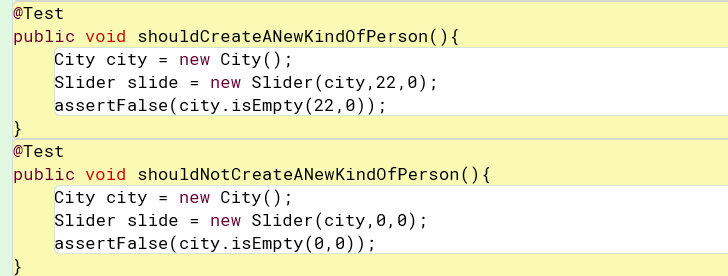 @Test
public void shouldCreateANewKindOfPerson(){
    City city = new City();
    Slider slide = new Slider(city,22,0);
    assertFalse(city.isEmpty(22,0));
}
@Test
public void shouldNotCreateANewKindOfPerson(){
    City city = new City();
    Slider slide = new Slider(city,0,0);
    assertFalse(city.isEmpty(0,0));
}